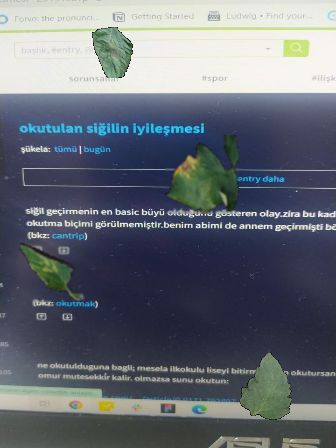 Forvo: the pronunci...
Getting Started
Ludwig • Find your...
başlık, #entry,
sorunsallar
#spor
#ilişk
okutulan siğilin iyileşmesi
şükela: tümü | bugün
entry daha
siğil geçirmenin en basic büyü olduğunu gösteren olay.zira bu kad
okutma biçimi görülmemiştir.benim abimi de annem geçirmişti
(bkz: cantrip)
(bkz: okutmak)
ne okutulduguna bagli; mesela ilkokulu liseyi okutursan
omur mutesekkir kalir. olmazsa sunu okutun:
ASUS